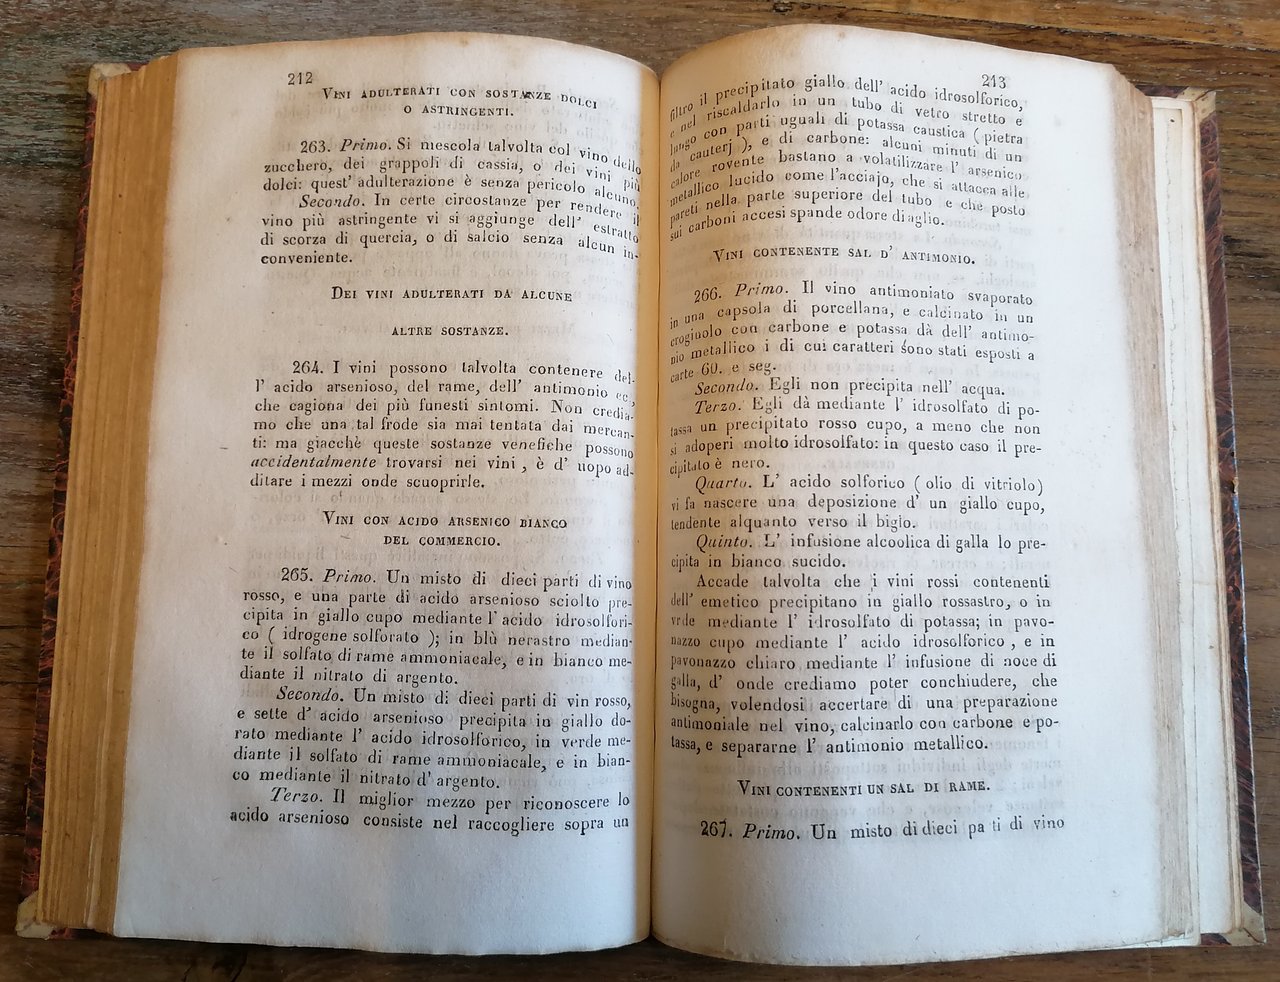 212
VINI ADULTERATI CON SOSTANZE DOLCI
O ASTRINGENTI.
263. Primo. Si mescola talvolta col vino dello
zucchero, dei grappoli di cassia, o dei vini più
dolci: quest' adulterazione è senza pericolo alcuno.
Secondo. In certe circostanze per rendere il
vino più astringente vi si aggiunge dell' estratto
di scorza di quercia, o di salcio senza alcun in-
conveniente.
DEI VINI ADULTERATI DA ALCUNE
ALTRE SOSTANZE.
264. I vini possono talvolta contenere del-
l' acido arsenioso, del rame, dell' antimonio ec,
che cagiona dei più funesti sintomi. Non credia-
mo che una tal frode sia mai tentata dai mercan-
ti: ma giacchè queste sostanze venefiche possono
accidentalmente trovarsi nei vini, è d' uopo ad-
ditare i mezzi onde scuoprirle.
VINI CON ACIDO ARSENICO BIANCO
DEL COMMERCIO.
265. Primo. Un misto di dieci parti di vino
rosso, e una parte di acido arsenioso sciolto pre-
cipita in giallo cupo mediante l' acido idrosolfori-
co ( idrogene solforato ); in blù nerastro median-
te il solfato di rame ammoniacale, e in bianco me-
diante il nitrato di argento.
Secondo. Un misto di dieci parti di vin rosso,
e sette d' acido arsenioso precipita in giallo do-
rato mediante l' acido idrosolforico, in verde me-
diante il solfato di rame ammoniacale, e in bian-
co mediante il nitrato d' argento.
Terzo. Il miglior mezzo per riconoscere lo
acido arsenioso consiste nel raccogliere sopra un
213
filtro il precipitato giallo dell' acido idrosolforico,
e nel riscaldarlo in un tubo di vetro stretto e
lungo con parti uguali di potassa caustica ( pietra
da cauterj ), e di carbone: alcuni minuti di un
calore rovente bastano a volatilizzare l' arsenico
metallico lucido come l'acciajo, che si attacca alle
pareti nella parte superiore del tubo e che posto
sui carboni accesi spande odore di aglio.
VINI CONTENENTE SAL D' ANTIMONIO.
266. Primo. Il vino antimoniato svaporato
in una capsola di porcellana, e calcinato in un
crogiuolo con carbone e potassa dà dell' antimo-
nio metallico i di cui caratteri sono stati esposti a
carte 60. e seg.
Secondo. Egli non precipita nell' acqua.
Terzo. Egli dà mediante l' idrosolfato di po-
tassa un precipitato rosso cupo, a meno che non
si adoperi molto idrosolfato: in questo caso il pre-
cipitato è nero.
Quarto. L' acido solforico ( olio di vitriolo)
vi fa nascere una deposizione d' un giallo cupo,
tendente alquanto verso il bigio.
Quinto. L' infusione alcoolica di galla lo pre-
cipita in bianco sucido.
Accade talvolta che i vini rossi contenenti
dell' emetico precipitano in giallo rossastro, o in
vrde mediante l' idrosolfato di potassa; in pavo-
nazzo cupo mediante l' acido idrosolforico, e in
pavonazzo chiaro mediante l' infusione di noce di
galla, d' onde crediamo poter conchiudere, che
bisogna, volendosi accertare di una preparazione
antimoniale nel vino, calcinarlo con carbone e po-
tassa, e separarne l' antimonio metallico.
VINI CONTENENTI UN SAL DI RAME.
267. Primo. Un misto di dieci pa ti di vino